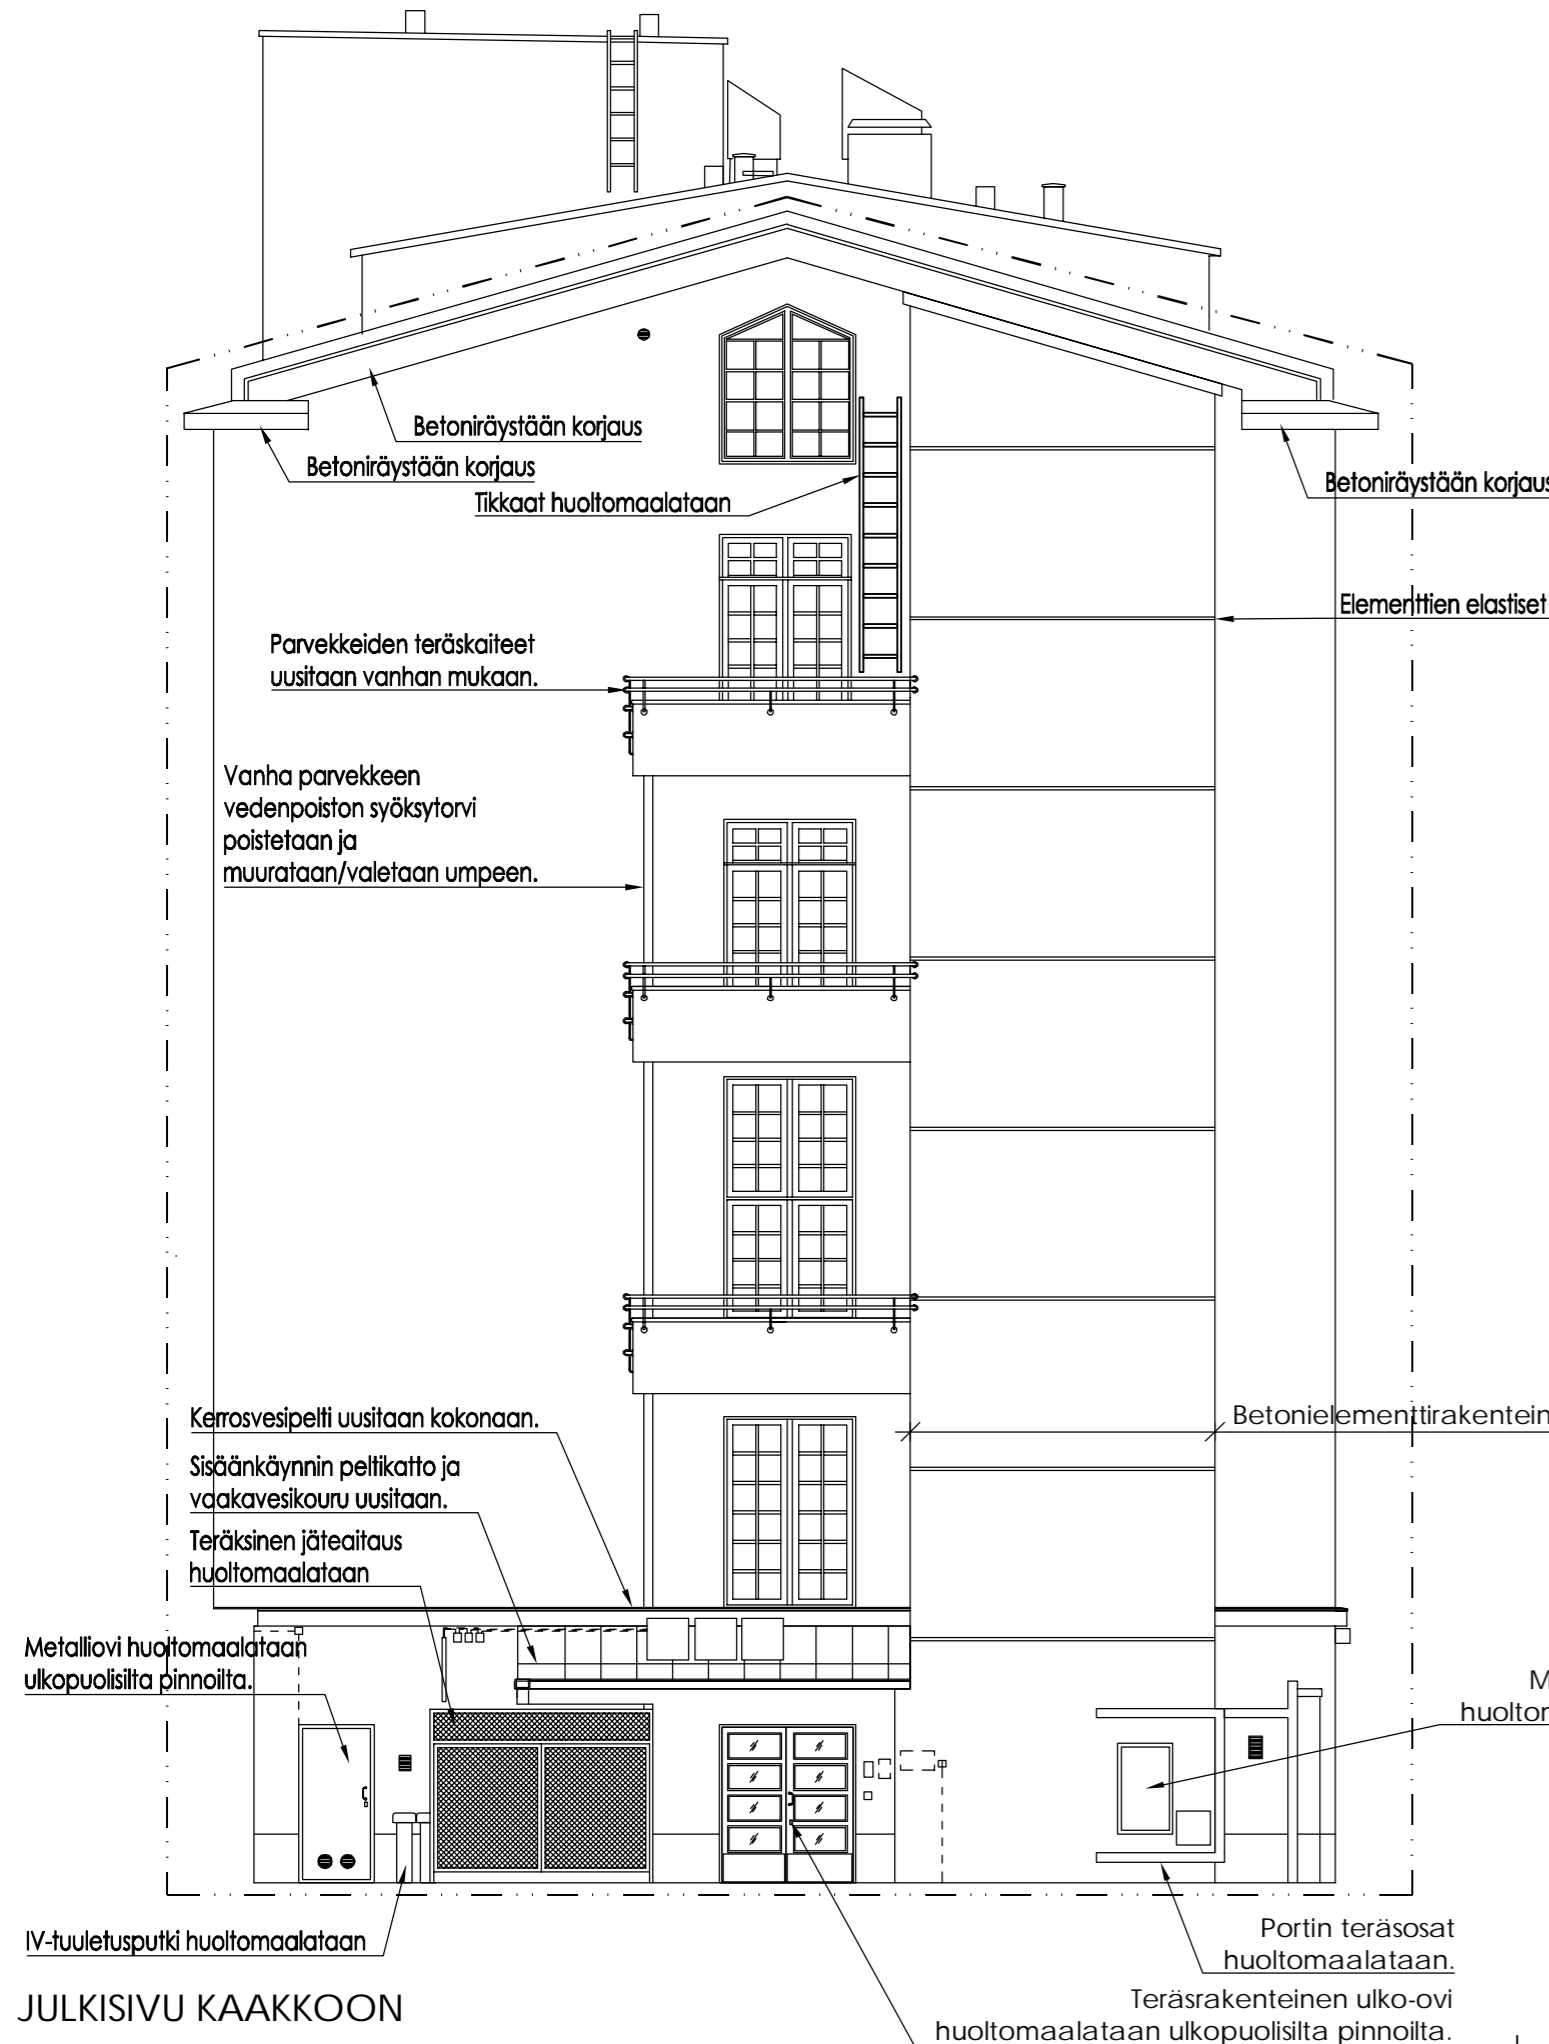 Betoniräystään korjaus
Betoniräystään korjaus
Tikkaat huoltomaalataan
Betoniräystään korjaus
Elementtien elastiset
Parvekkeiden teräskaiteet
uusitaan vanhan mukaan.
Vanha parvekkeen
vedenpoiston syöksytorvi
poistetaan ja
muurataan/valetaan umpeen.
Kerrosvesipelti uusitaan kokonaan.
Betonielementtirakentein
Sisäänkäynnin peltikatto ja
vaakavesikouru uusitaan.
Teräksinen jäteaitaus
huoltomaalataan
Metalliovi huoltomaalataan
ulkopuolisilta pinnoilta.
M
huoltor
IV-tuuletusputki huoltomaalataan
Portin teräsosat
huoltomaalataan.
Teräsrakenteinen ulko-ovi
huoltomaalataan ulkopuolisilta pinnoilta.
JULKISIVU KAAKKOON